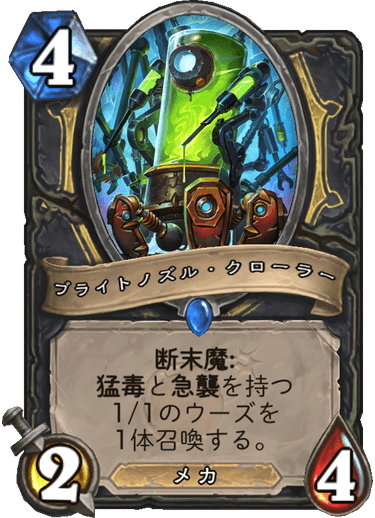 4
ブライトノズル・クローラー
断末魔:
猛毒と急襲を持つ
1/1のウーズを
1体召喚する。
2
メカ
4